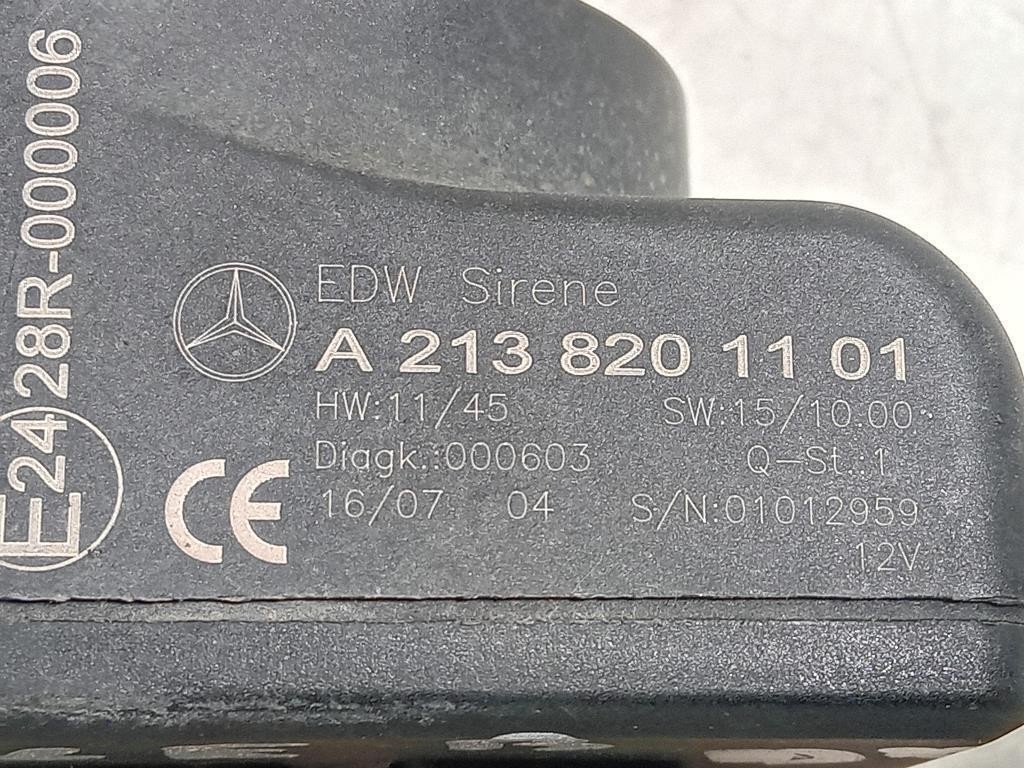 E24 28R-000006
EDW Sirene
A 213 820 11 01
HW:11/45 SW:15/10.00
Diagk.:000603 Q-St.:1
CE 16/07 04 S/N:01012959
12V